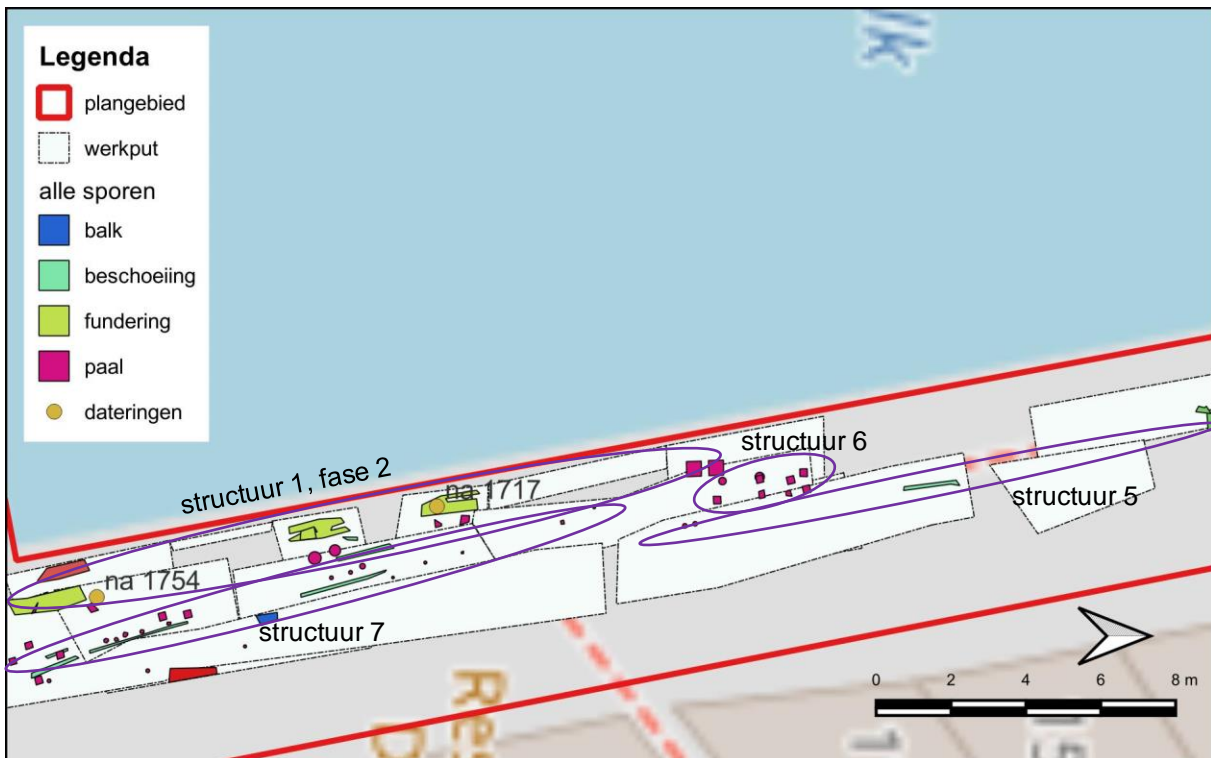 Legenda
plangebied
werkput
alle sporen
balk
beschoeiing
fundering
paal
dateringen
structuur 1, fase 2
na 1717
structuur 6
structuur 5
na 1754
structuur 7
0 2 4 6 8 m